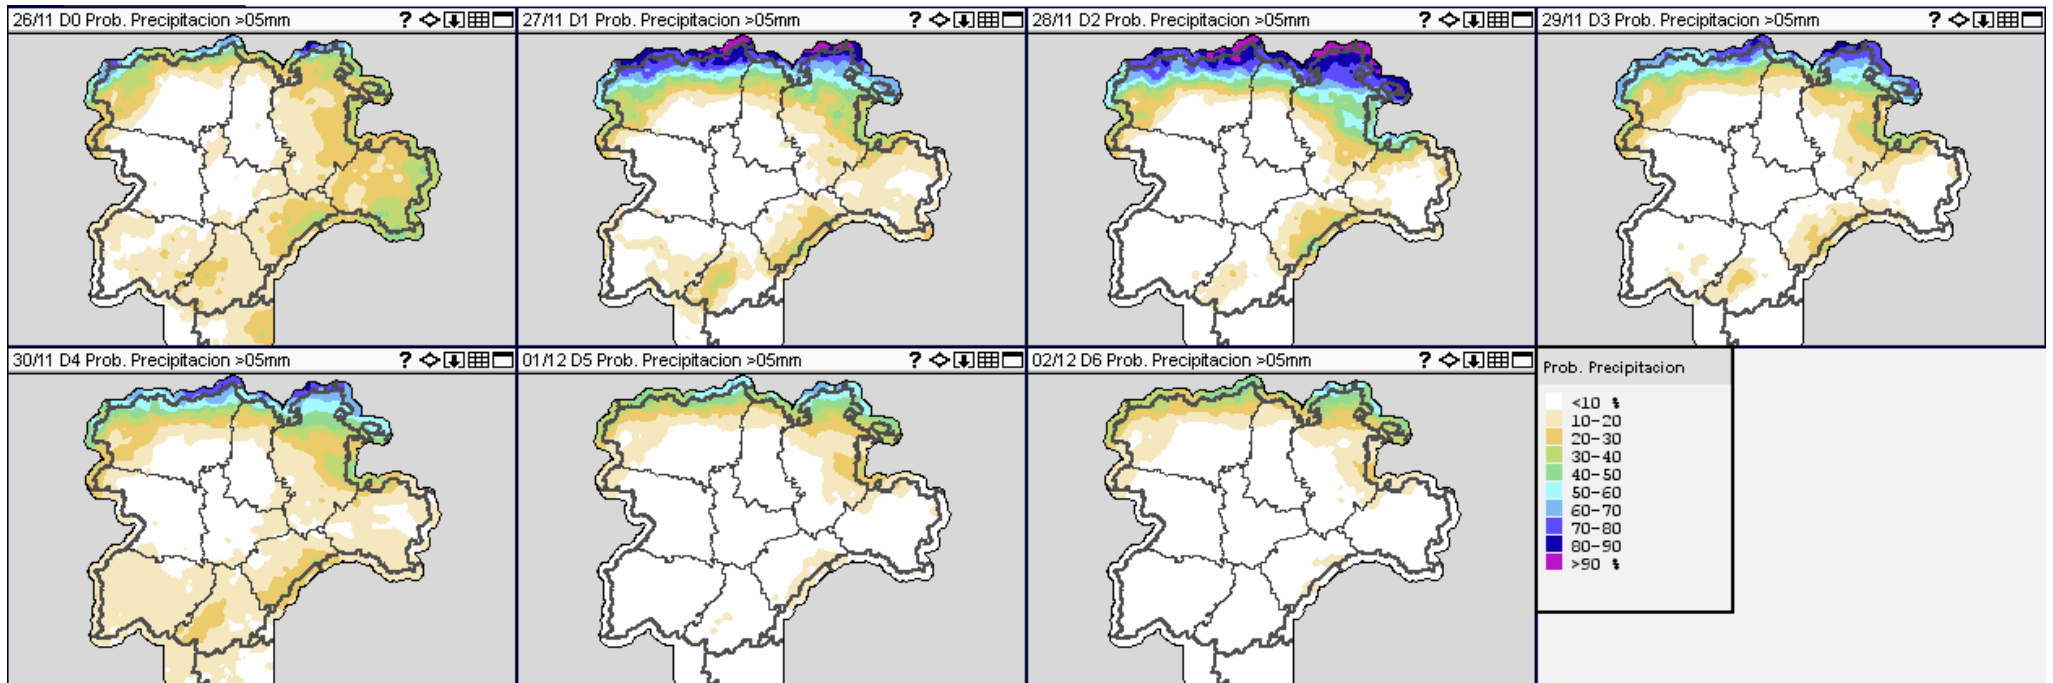 26/11 D0 Prob. Precipitacion >05mm ?
27/11 D1 Prob. Precipitacion >05mm ?
28/11 D2 Prob. Precipitacion >05mm ?
29/11 D3 Prob. Precipitacion >05mm ?
30/11 D4 Prob. Precipitacion >05mm ?
01/12 D5 Prob. Precipitacion >05mm ?
02/12 D6 Prob. Precipitacion >05mm ?
Prob. Precipitacion
<10 %
10-20
20-30
30-40
40-50
50-60
60-70
70-80
80-90
>90 %